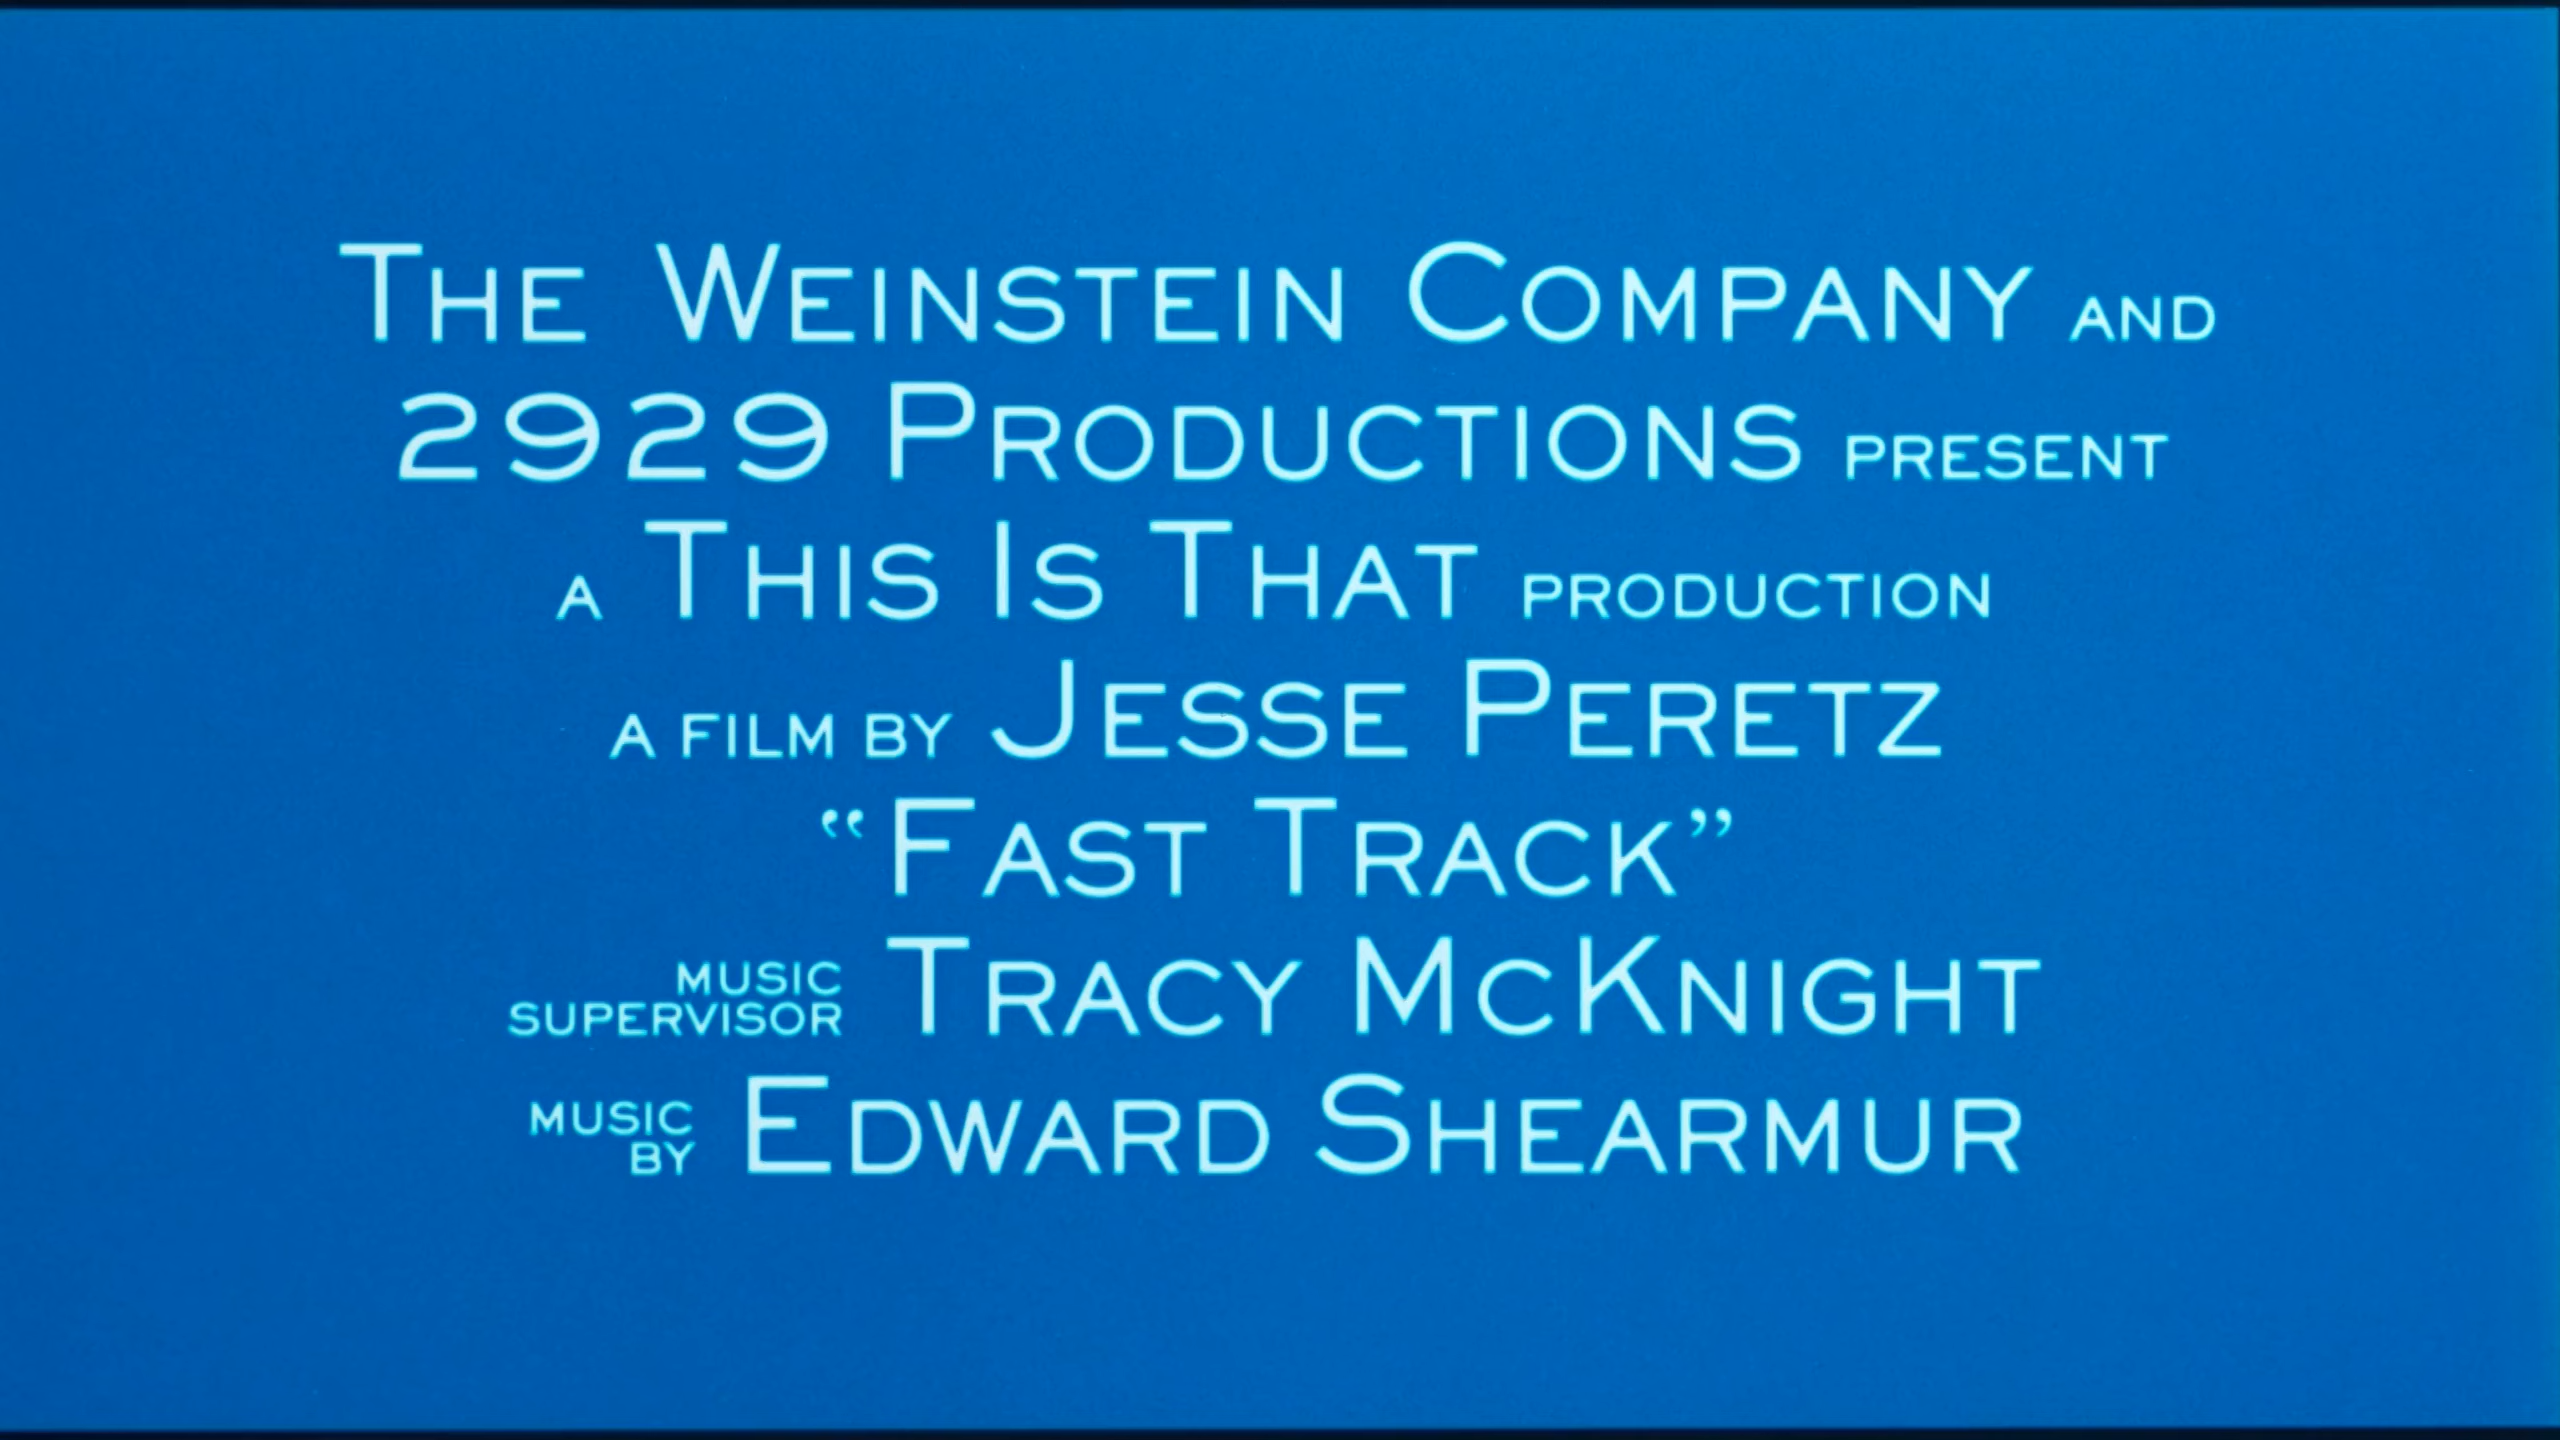 The Weinstein Company and
2929 Productions present
a This Is That production
a film by Jesse Peretz
“Fast Track”
music supervisor Tracy McKnight
music by Edward Shearmur